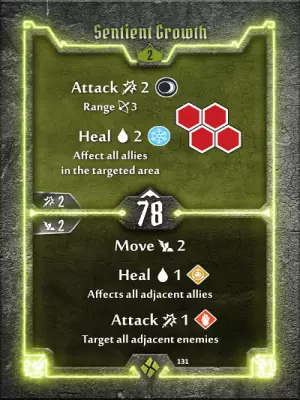 Sentient Growth
2
Attack 2
Range 3
Heal 2
Affect all allies
in the targeted area
2
78
2
Move 2
Heal 1
Affects all adjacent allies
Attack 1
Target all adjacent enemies
131